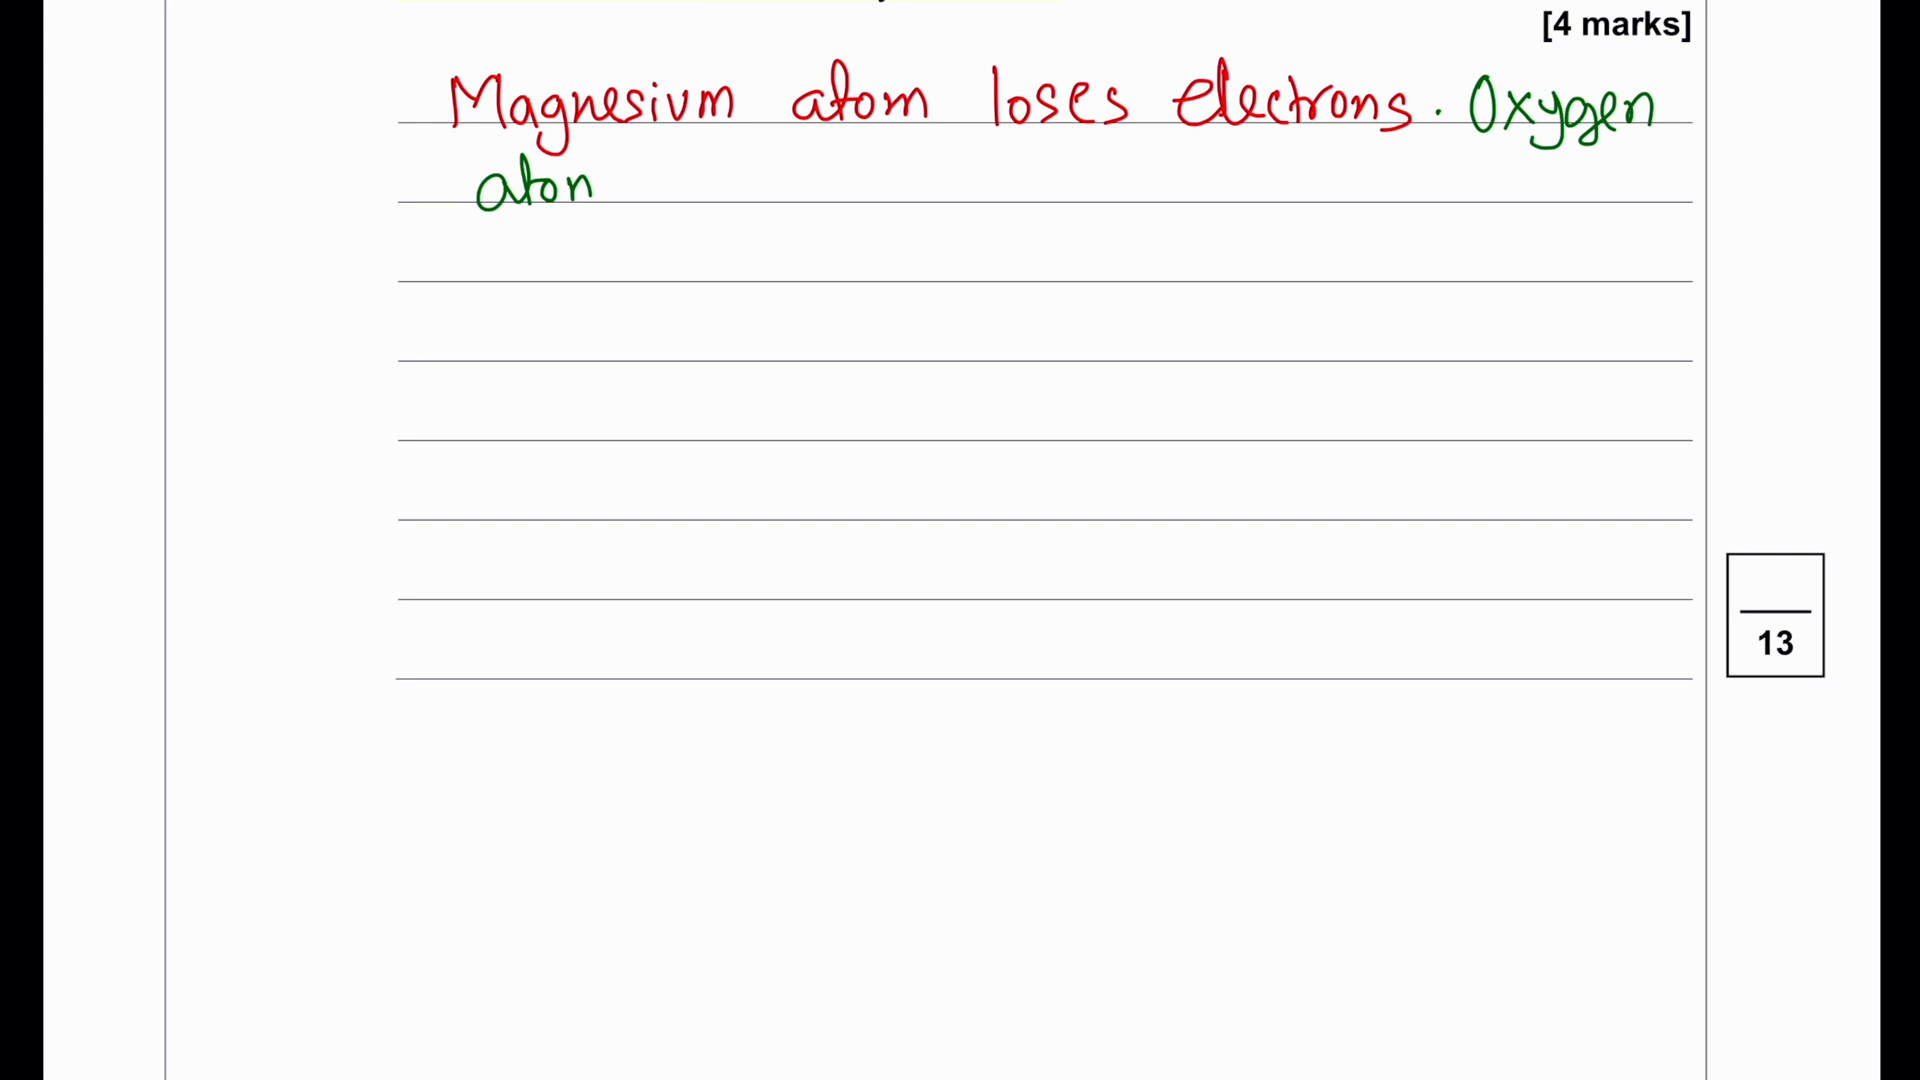 [4 marks]
Magnesium atom loses electrons. Oxygen
aton
13